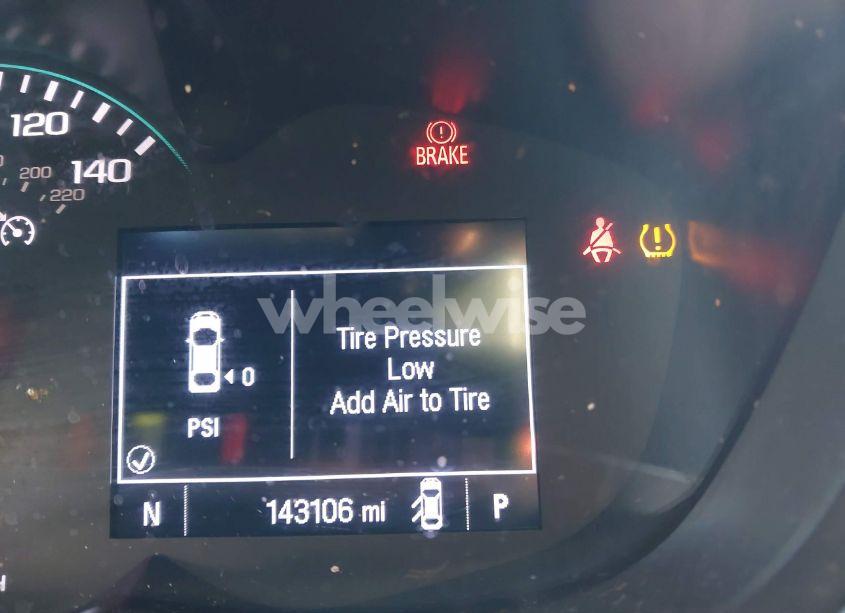 120
140
200
220
BRAKE
wheelwise
0
PSI
Tire Pressure
Low
Add Air to Tire
N
143106 mi
P
H